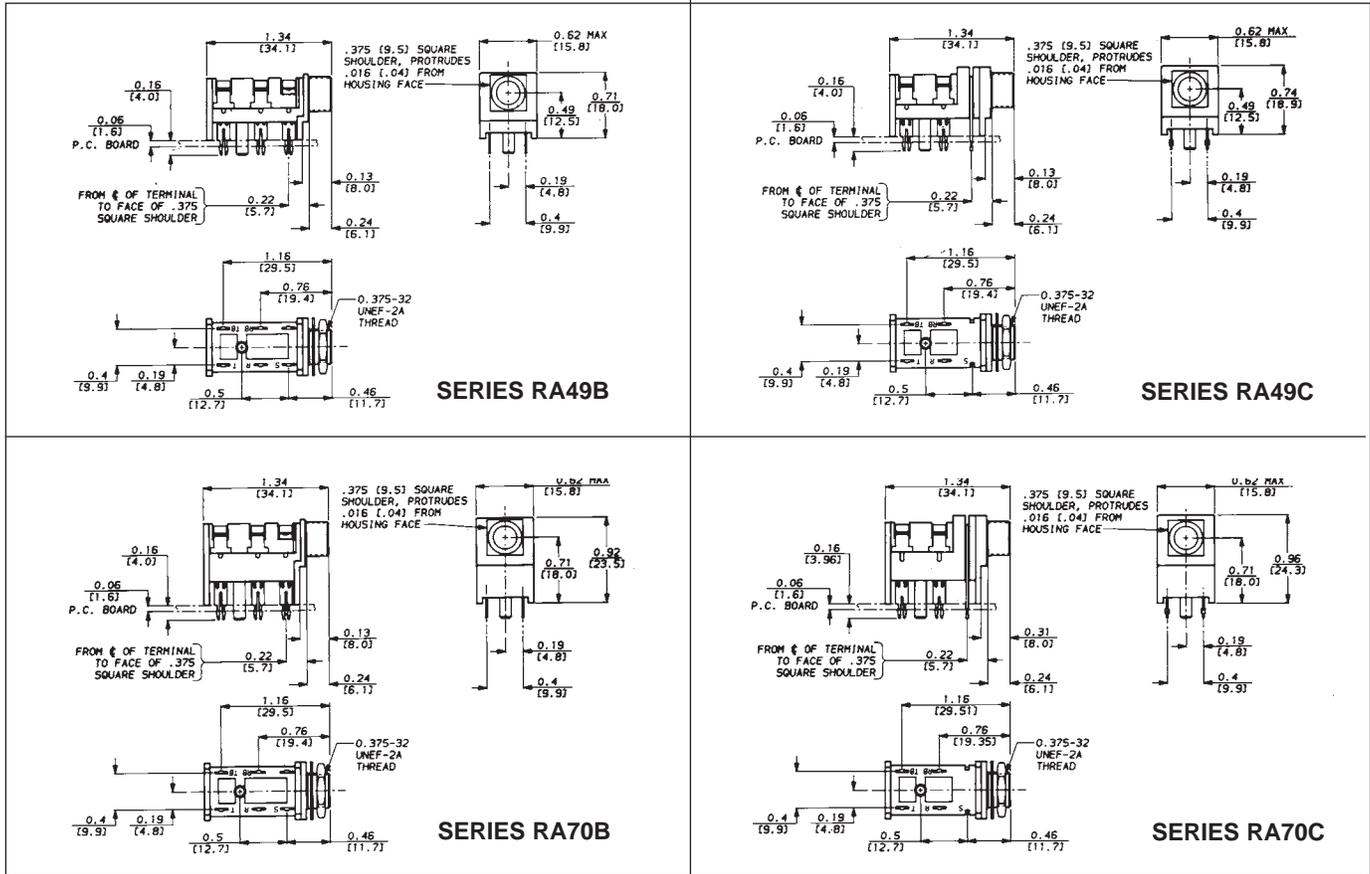 1.34
[34.1]
.375 [9.5] SQUARE
SHOULDER, PROTRUDES
.016 [.04] FROM
HOUSING FACE
0.62 MAX
[15.8]
0.16
[4.0]
0.06
[1.6]
P.C. BOARD
0.49
[12.5]
0.71
[18.0]
0.13
[8.0]
FROM ℄ OF TERMINAL
TO FACE OF .375
SQUARE SHOULDER
0.22
[5.7]
0.19
[4.8]
0.24
[6.1]
0.4
[9.9]
1.16
[29.5]
0.76
[19.4]
0.375-32
UNEF-2A
THREAD
TB RB
T R S
0.4
[9.9]
0.19
[4.8]
0.5
[12.7]
0.46
[11.7]
SERIES RA49B
1.34
[34.1]
.375 [9.5] SQUARE
SHOULDER, PROTRUDES
.016 [.04] FROM
HOUSING FACE
0.62 MAX
[15.8]
0.16
[4.0]
0.06
[1.6]
P.C. BOARD
0.49
[12.5]
0.74
[18.9]
0.13
[8.0]
FROM ℄ OF TERMINAL
TO FACE OF .375
SQUARE SHOULDER
0.22
[5.7]
0.19
[4.8]
0.24
[6.1]
0.4
[9.9]
1.16
[29.5]
0.76
[19.4]
0.375-32
UNEF-2A
THREAD
TB RB
T R S
0.4
[9.9]
0.19
[4.8]
0.5
[12.7]
0.46
[11.7]
SERIES RA49C
1.34
[34.1]
.375 [9.5] SQUARE
SHOULDER, PROTRUDES
.016 [.04] FROM
HOUSING FACE
0.62 MAX
[15.8]
0.16
[4.0]
0.06
[1.6]
P.C. BOARD
0.71
[18.0]
0.92
[23.5]
0.13
[8.0]
FROM ℄ OF TERMINAL
TO FACE OF .375
SQUARE SHOULDER
0.22
[5.7]
0.19
[4.8]
0.24
[6.1]
0.4
[9.9]
1.16
[29.5]
0.76
[19.4]
0.375-32
UNEF-2A
THREAD
TB RB
T R S
0.4
[9.9]
0.19
[4.8]
0.5
[12.7]
0.46
[11.7]
SERIES RA70B
1.34
[34.1]
.375 [9.5] SQUARE
SHOULDER, PROTRUDES
.016 [.04] FROM
HOUSING FACE
0.62 MAX
[15.8]
0.16
[3.96]
0.06
[1.6]
P.C. BOARD
0.71
[18.0]
0.96
[24.3]
0.31
[8.0]
FROM ℄ OF TERMINAL
TO FACE OF .375
SQUARE SHOULDER
0.22
[5.7]
0.19
[4.8]
0.24
[6.1]
0.4
[9.9]
1.16
[29.51]
0.76
[19.35]
0.375-32
UNEF-2A
THREAD
TB RB
T R S
0.4
[9.9]
0.19
[4.8]
0.5
[12.7]
0.46
[11.7]
SERIES RA70C